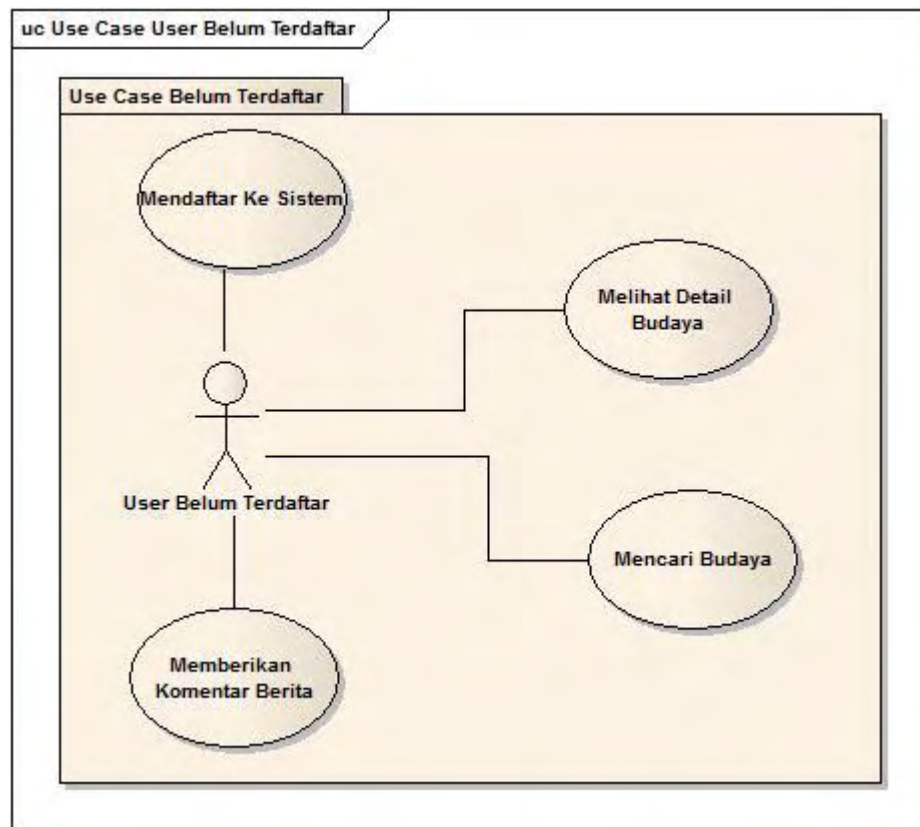 uc Use Case User Belum Terdaftar
Use Case Belum Terdaftar
Mendaftar Ke Sistem
Melihat Detail
Budaya
User Belum Terdaftar
Mencari Budaya
Memberikan
Komentar Berita